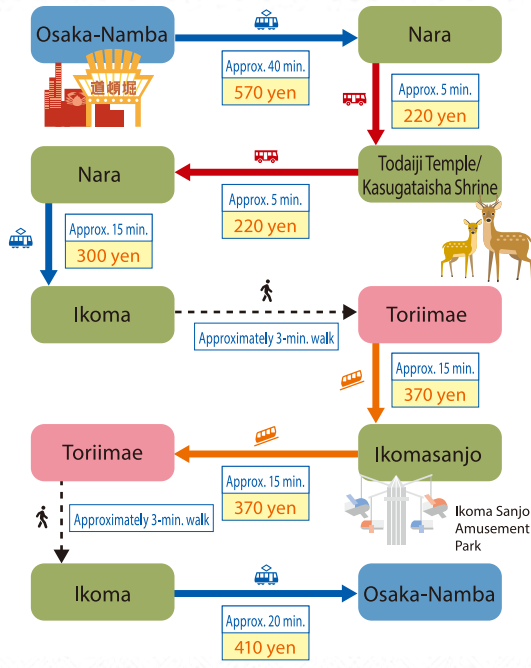 Osaka-Namba
道頓堀
Approx. 40 min.
570 yen
Nara
Approx. 5 min.
220 yen
Todaiji Temple/
Kasugataisha Shrine
Approx. 5 min.
220 yen
Nara
Approx. 15 min.
300 yen
Ikoma
Approximately 3-min. walk
Toriimae
Approx. 15 min.
370 yen
Ikomasanjo
Ikoma Sanjo
Amusement
Park
Approx. 15 min.
370 yen
Toriimae
Approximately 3-min. walk
Ikoma
Approx. 20 min.
410 yen
Osaka-Namba